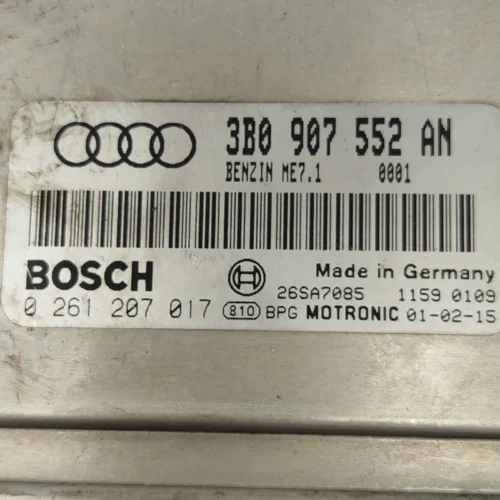 3B0 907 552 AN
BENZIN ME7.1 0001
BOSCH
Made in Germany
26SA7085 1159 0109
0 261 207 017 810 BPG MOTRONIC 01-02-15